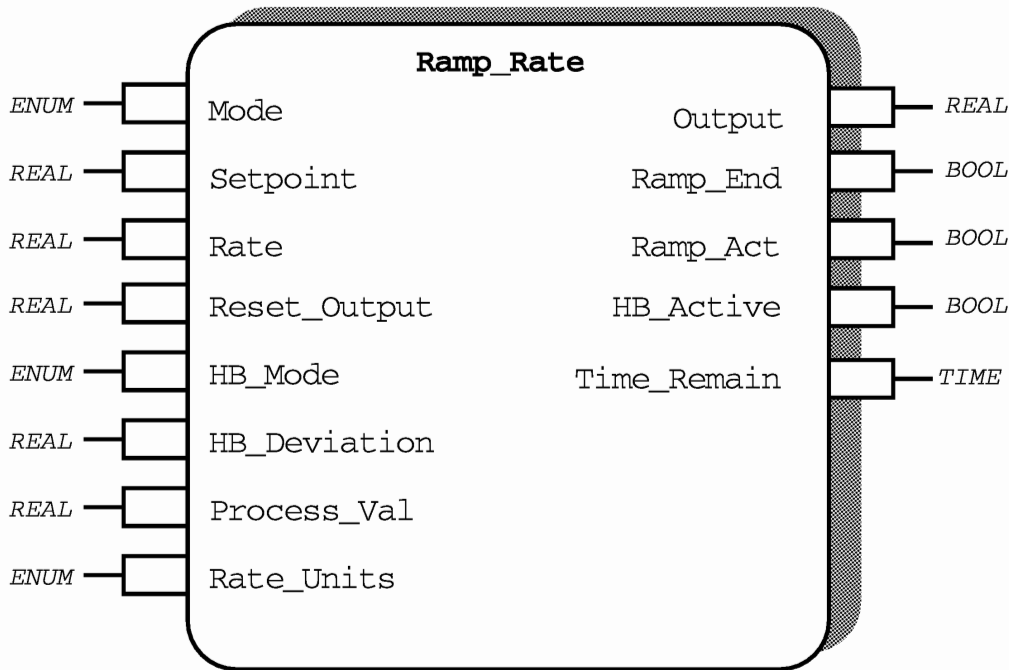 Ramp_Rate
ENUM Mode Output REAL
REAL Setpoint Ramp_End BOOL
REAL Rate Ramp_Act BOOL
REAL Reset_Output HB_Active BOOL
ENUM HB_Mode Time_Remain TIME
REAL HB_Deviation
REAL Process_Val
ENUM Rate_Units